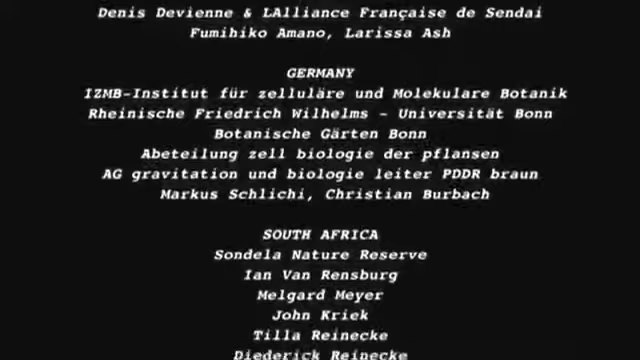 Denis Devienne & LAlliance Française de Sendai
Fumihiko Amano, Larissa Ash
GERMANY
IZMB-Institut für zelluläre und Molekulare Botanik
Rheinische Friedrich Wilhelms - Universität Bonn
Botanische Gärten Bonn
Abeteilung zell biologie der pflansen
AG gravitation und biologie leiter PDDR braun
Markus Schlichi, Christian Burbach
SOUTH AFRICA
Sondela Nature Reserve
Ian Van Rensburg
Melgard Meyer
John Kriek
Tilla Reinecke
Diederick Reinecke